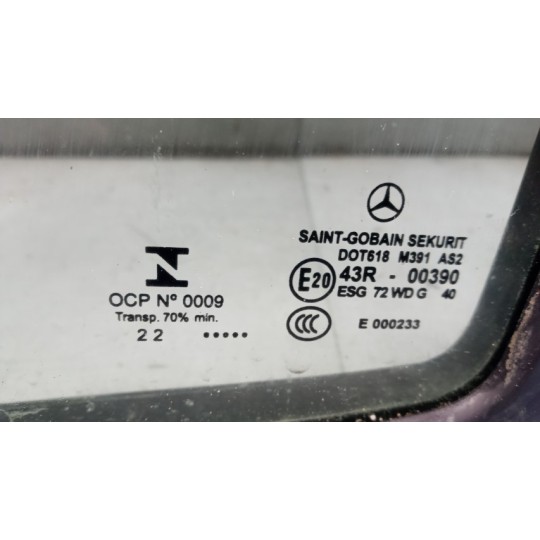 SAINT-GOBAIN SEKURIT
DOT618 M391 AS2
E20 43R - 00390
ESG 72 WD G 40
CCC E 000233
N
OCP Nº 0009
Transp. 70% min.
2 2 .....